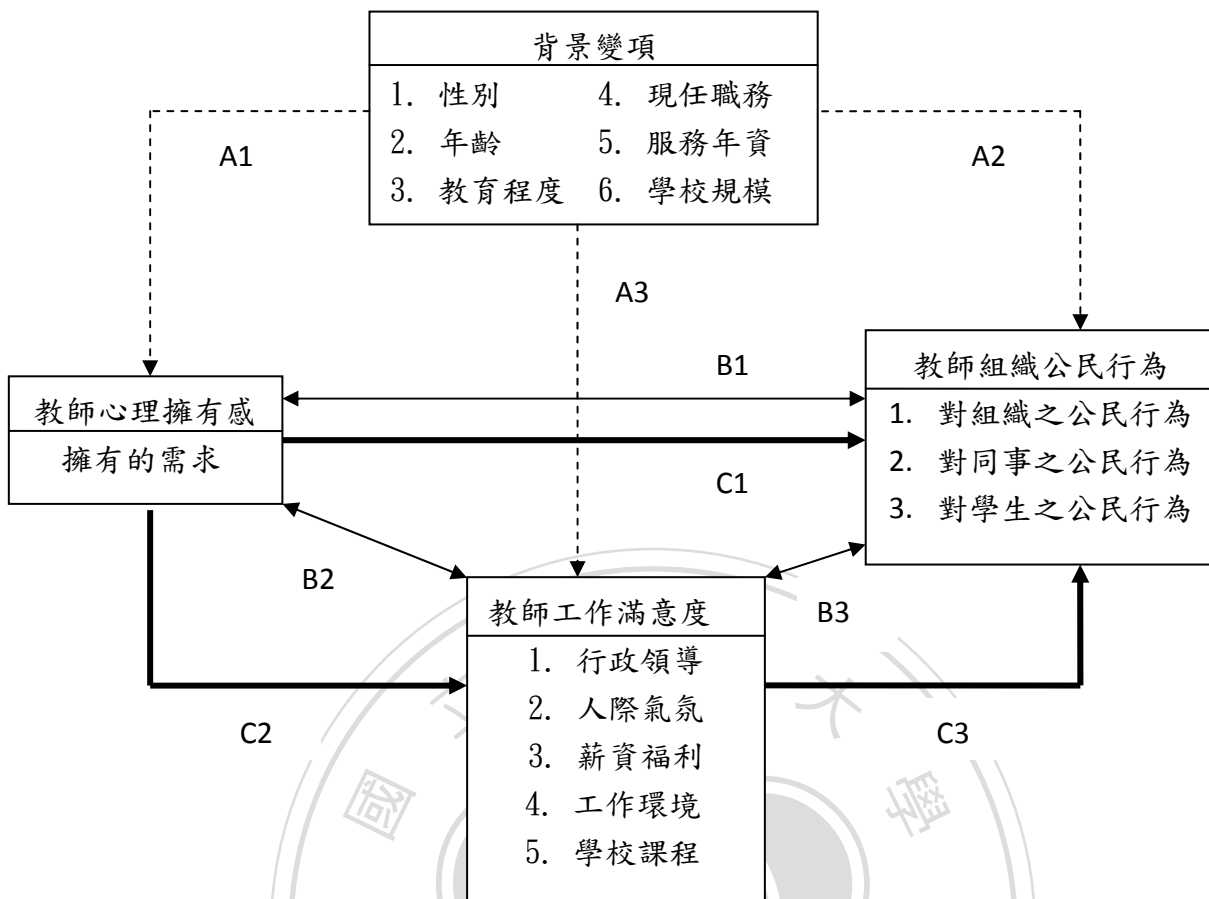 背景變項
1. 性別 4. 現任職務
2. 年齡 5. 服務年資
3. 教育程度 6. 學校規模
A1
A2
A3
B1
教師組織公民行為
1. 對組織之公民行為
2. 對同事之公民行為
3. 對學生之公民行為
教師心理擁有感
擁有的需求
C1
B2
B3
教師工作滿意度
1. 行政領導
2. 人際氣氛
3. 薪資福利
4. 工作環境
5. 學校課程
C2
C3
國
立
大
學